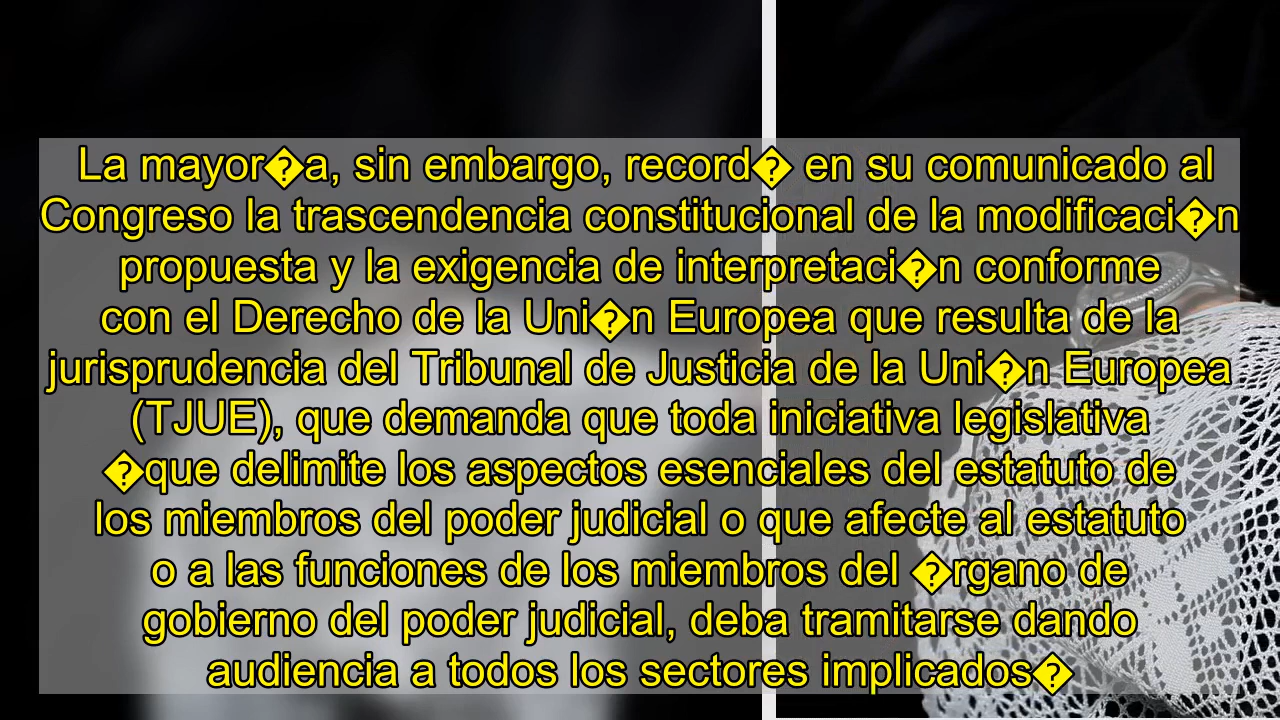 La mayor�a, sin embargo, record� en su comunicado al
Congreso la trascendencia constitucional de la modificaci�n
propuesta y la exigencia de interpretaci�n conforme
con el Derecho de la Uni�n Europea que resulta de la
jurisprudencia del Tribunal de Justicia de la Uni�n Europea
(TJUE), que demanda que toda iniciativa legislativa
�que delimite los aspectos esenciales del estatuto de
los miembros del poder judicial o que afecte al estatuto
o a las funciones de los miembros del �rgano de
gobierno del poder judicial, deba tramitarse dando
audiencia a todos los sectores implicados�